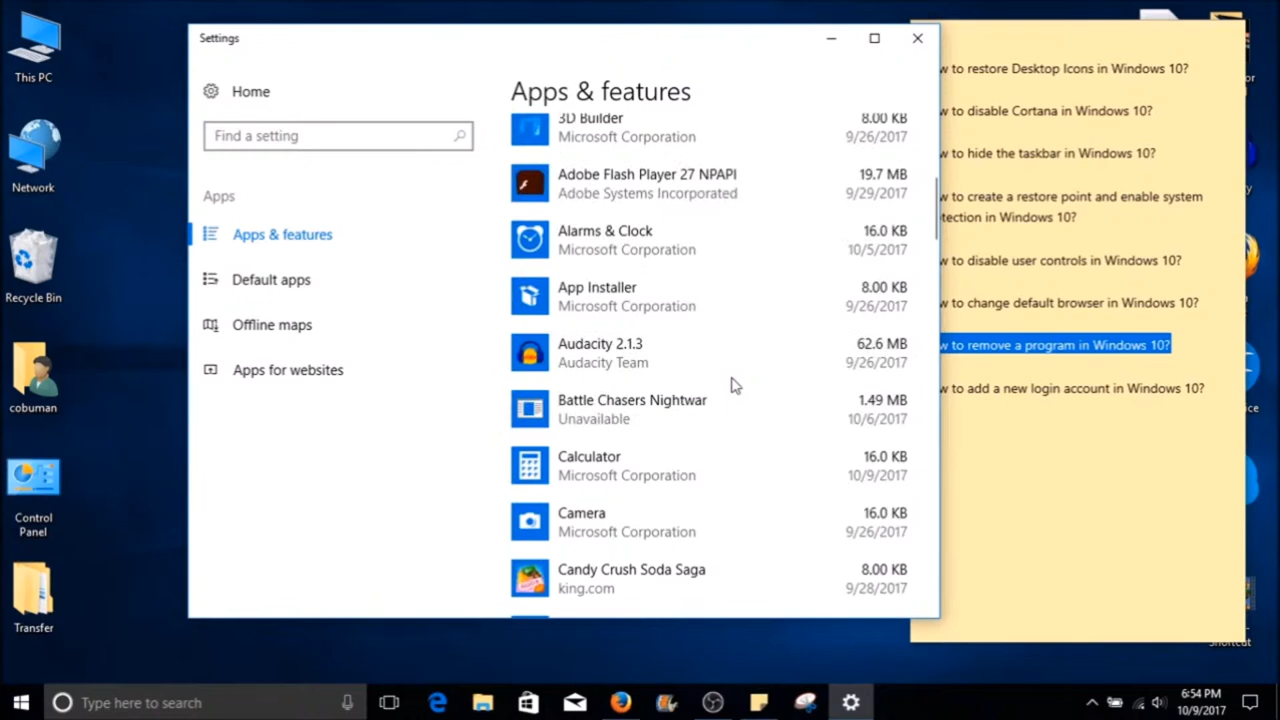 This PC
Network
Recycle Bin
cobuman
Control
Panel
Transfer
Settings
Home
Find a setting
Apps
Apps & features
Default apps
Offline maps
Apps for websites
Apps & features
3D Builder 8.00 KB
Microsoft Corporation 9/26/2017
Adobe Flash Player 27 NPAPI 19.7 MB
Adobe Systems Incorporated 9/29/2017
Alarms & Clock 16.0 KB
Microsoft Corporation 10/5/2017
App Installer 8.00 KB
Microsoft Corporation 9/26/2017
Audacity 2.1.3 62.6 MB
Audacity Team 9/26/2017
Battle Chasers Nightwar 1.49 MB
Unavailable 10/6/2017
Calculator 16.0 KB
Microsoft Corporation 10/9/2017
Camera 16.0 KB
Microsoft Corporation 9/26/2017
Candy Crush Soda Saga 8.00 KB
king.com 9/28/2017
w to restore Desktop Icons in Windows 10?
w to disable Cortana in Windows 10?
w to hide the taskbar in Windows 10?
w to create a restore point and enable system
tection in Windows 10?
w to disable user controls in Windows 10?
w to change default browser in Windows 10?
w to remove a program in Windows 10?
w to add a new login account in Windows 10?
Type here to search
6:54 PM
10/9/2017